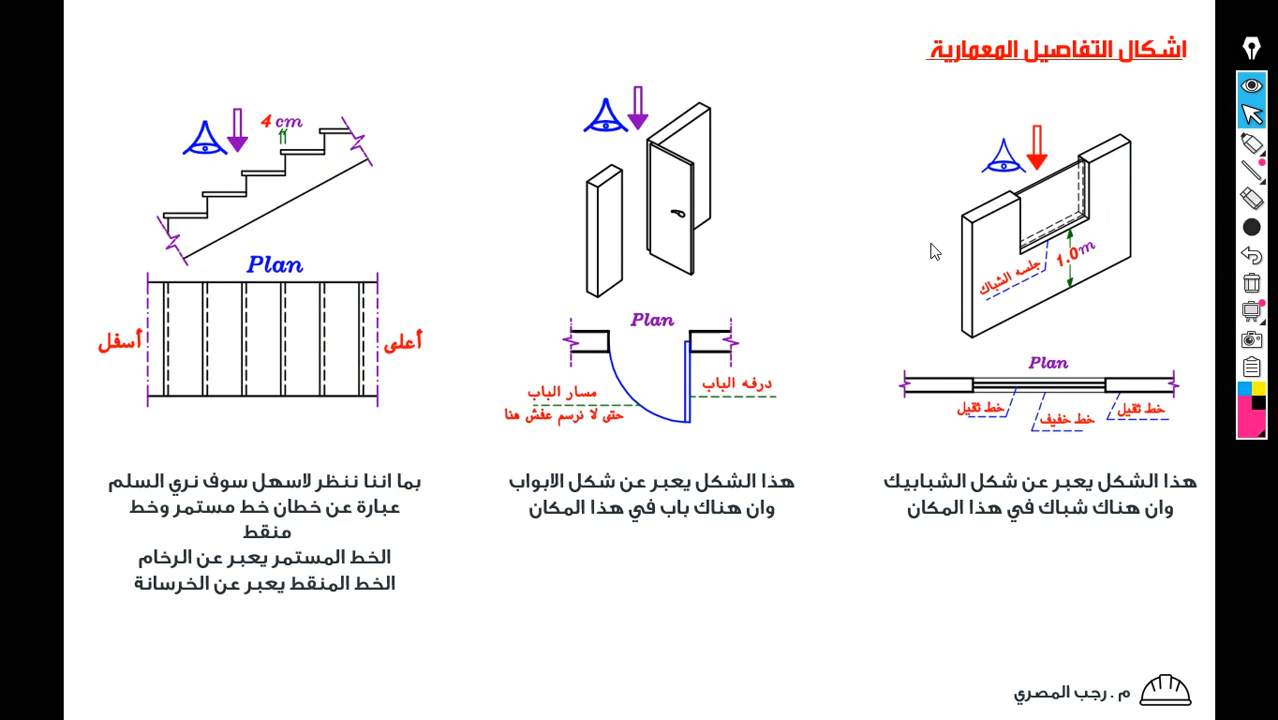 اشكال التفاصيل المعمارية
جلسه الشباك
1.0m
Plan
خط ثقيل
خط خفيف
خط ثقيل
هذا الشكل يعبر عن شكل الشبابيك
وان هناك شباك في هذا المكان
Plan
درفه الباب
مسار الباب
حتى لا نرسم عفش هنا
هذا الشكل يعبر عن شكل الابواب
وان هناك باب في هذا المكان
4 cm
Plan
أعلى
أسفل
بما اننا ننظر لاسهل سوف نري السلم
عبارة عن خطان خط مستمر وخط
منقط
الخط المستمر يعبر عن الرخام
الخط المنقط يعبر عن الخرسانة
م . رجب المصري